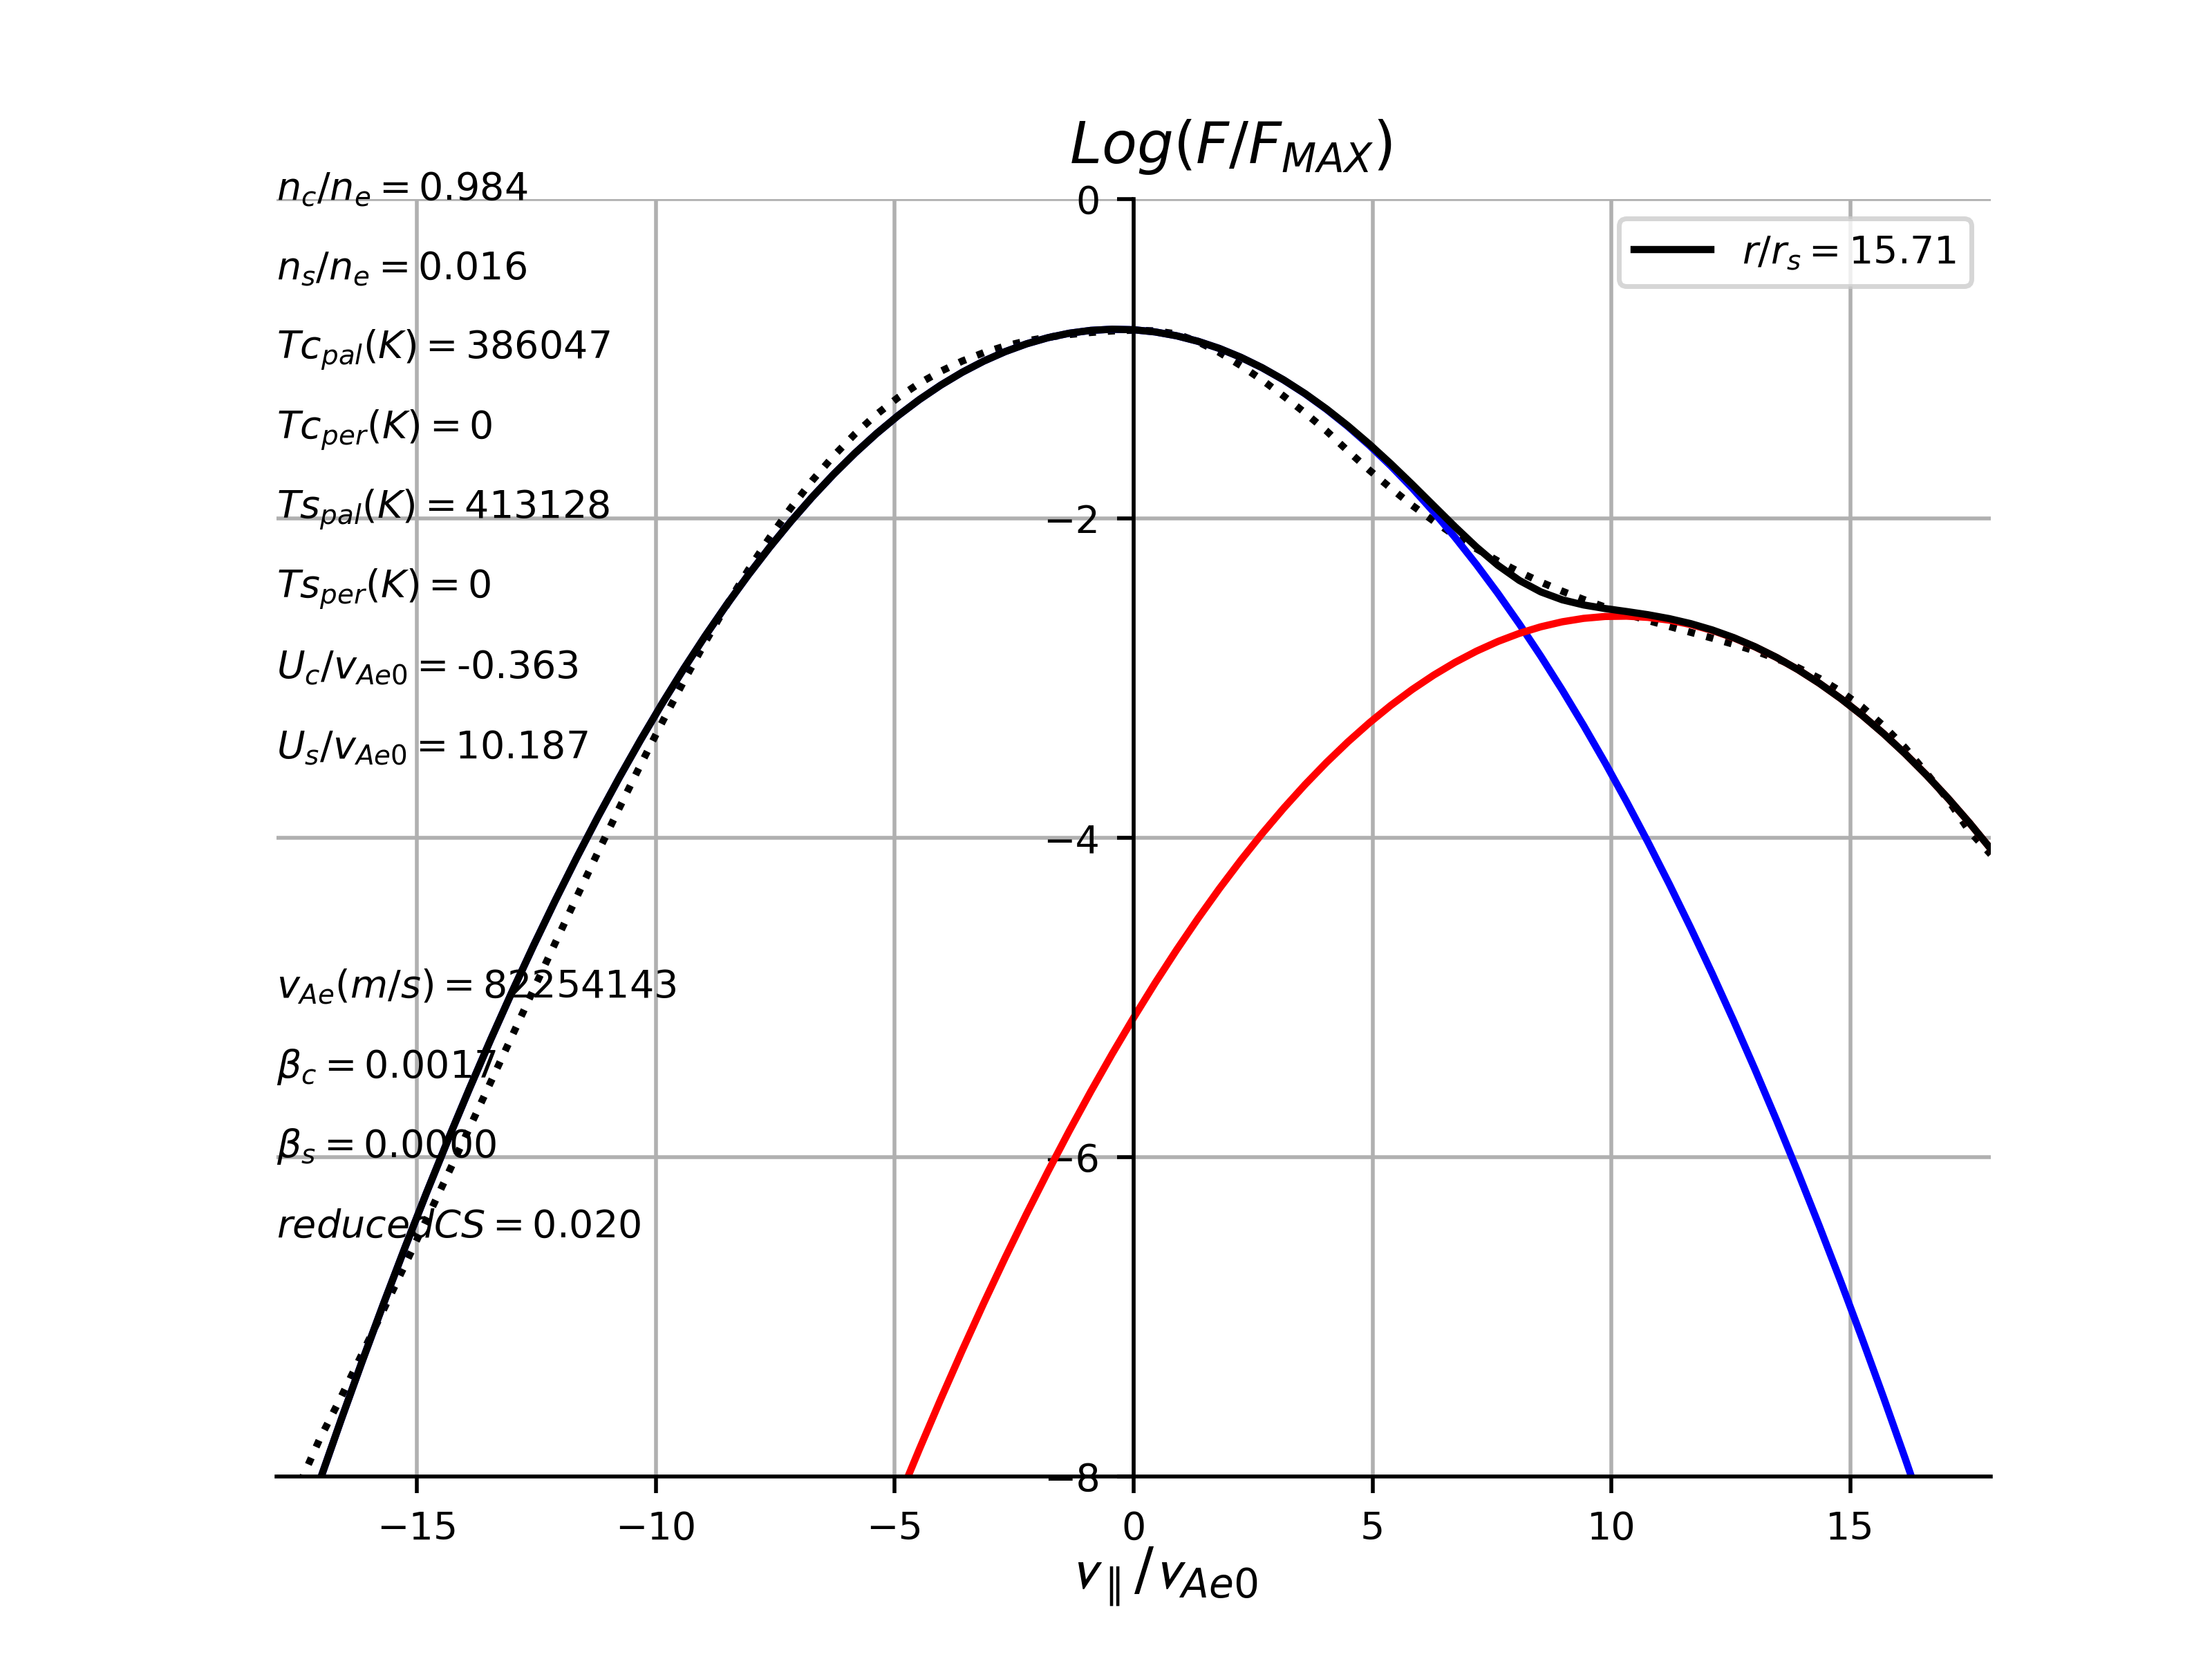 Log(F/F_MAX)
n_c/n_e = 0.984
0
n_s/n_e = 0.016
r/r_s = 15.71
Tc_pal(K) = 386047
Tc_per(K) = 0
Ts_pal(K) = 413128
−2
Ts_per(K) = 0
U_c/v_Ae0 = -0.363
U_s/v_Ae0 = 10.187
−4
v_Ae(m/s) = 82254143
β_c = 0.0017
β_s = 0.0000
−6
reducedCS = 0.020
−8
−15 −10 −5 0 5 10 15
v_∥/v_Ae0